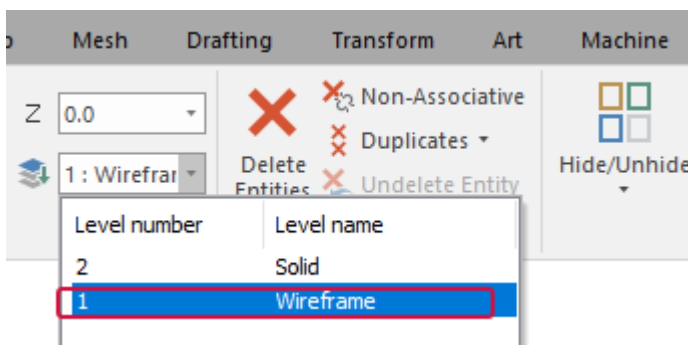 Mesh Drafting Transform Art Machine
Z 0.0
Non-Associative
Duplicates
1 : Wirefrar
Delete
Entities
Undelete Entity
Hide/Unhide
Level number Level name
2 Solid
1 Wireframe